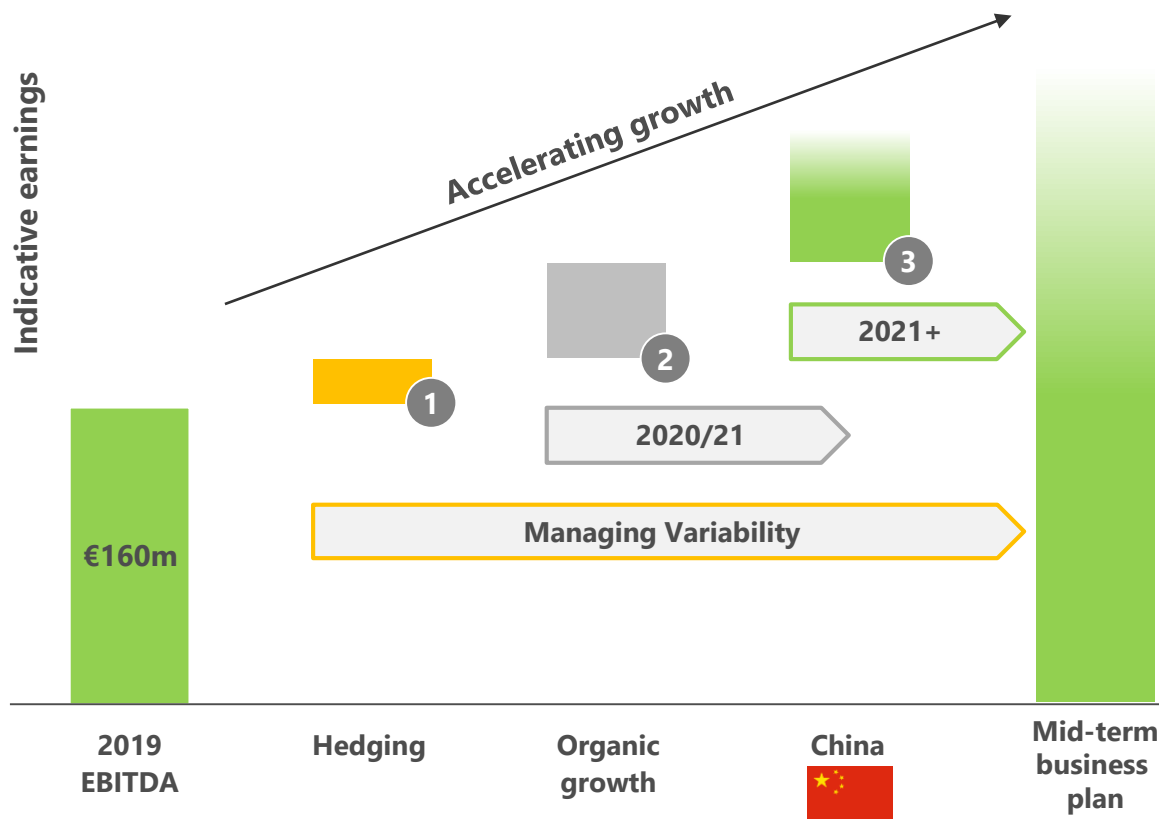 Indicative earnings
Accelerating growth
3
2021+
2
1
2020/21
Managing Variability
€160m
2019
EBITDA
Hedging
Organic
growth
China
Mid-term
business
plan